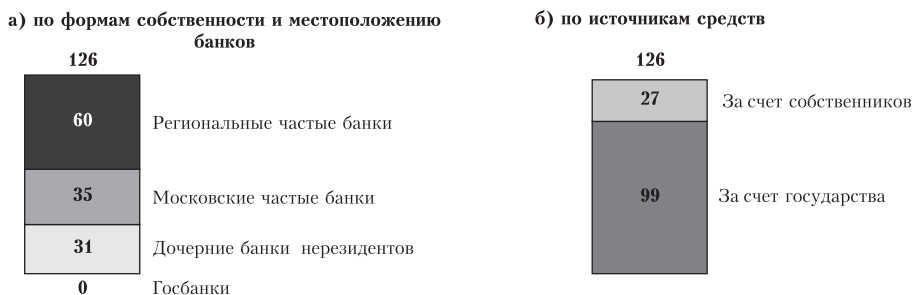 а) по формам собственности и местоположению
банков
126
60 Региональные частые банки
35 Московские частые банки
31 Дочерние банки нерезидентов
0 Госбанки
б) по источникам средств
126
27 За счет собственников
99 За счет государства